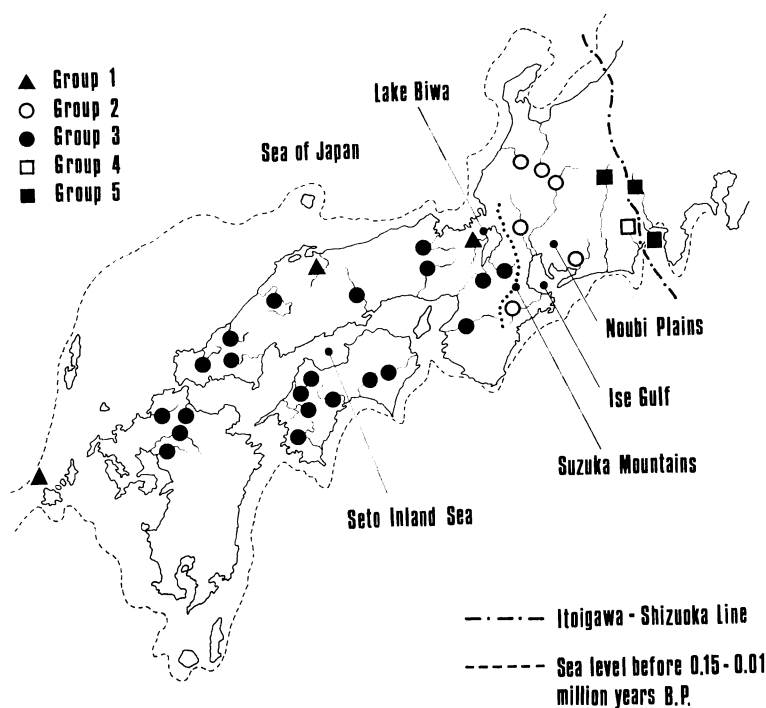 Group 1
Group 2
Group 3
Group 4
Group 5
Lake Biwa
Sea of Japan
Noubi Plains
Ise Gulf
Suzuka Mountains
Seto Inland Sea
Itoigawa - Shizuoka Line
Sea level before 0.15-0.01
million years B.P.